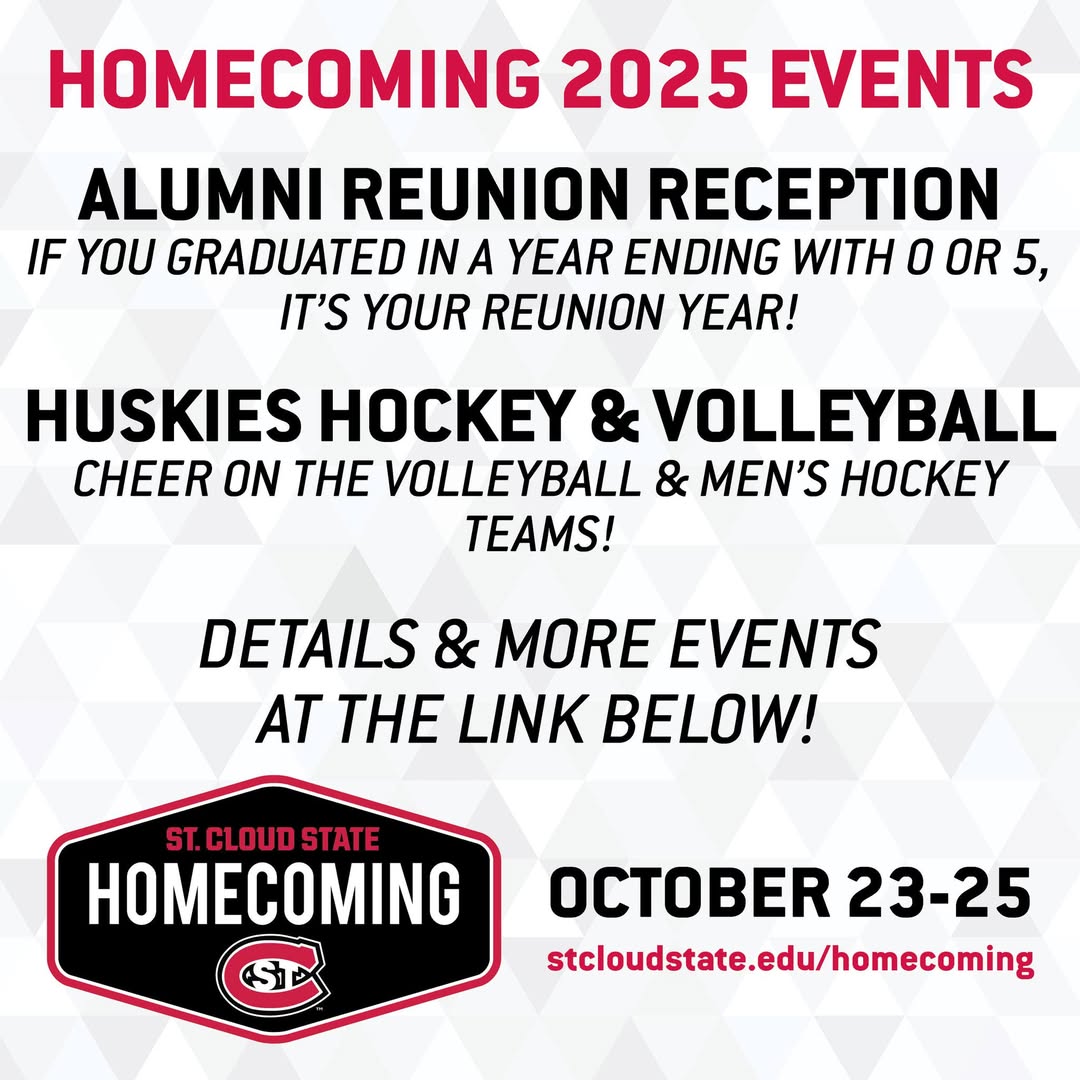 HOMECOMING 2025 EVENTS
ALUMNI REUNION RECEPTION
IF YOU GRADUATED IN A YEAR ENDING WITH 0 OR 5,
IT'S YOUR REUNION YEAR!
HUSKIES HOCKEY & VOLLEYBALL
CHEER ON THE VOLLEYBALL & MEN'S HOCKEY
TEAMS!
DETAILS & MORE EVENTS
AT THE LINK BELOW!
ST. CLOUD STATE
HOMECOMING
ST.
C
TM
OCTOBER 23-25
stcloudstate.edu/homecoming